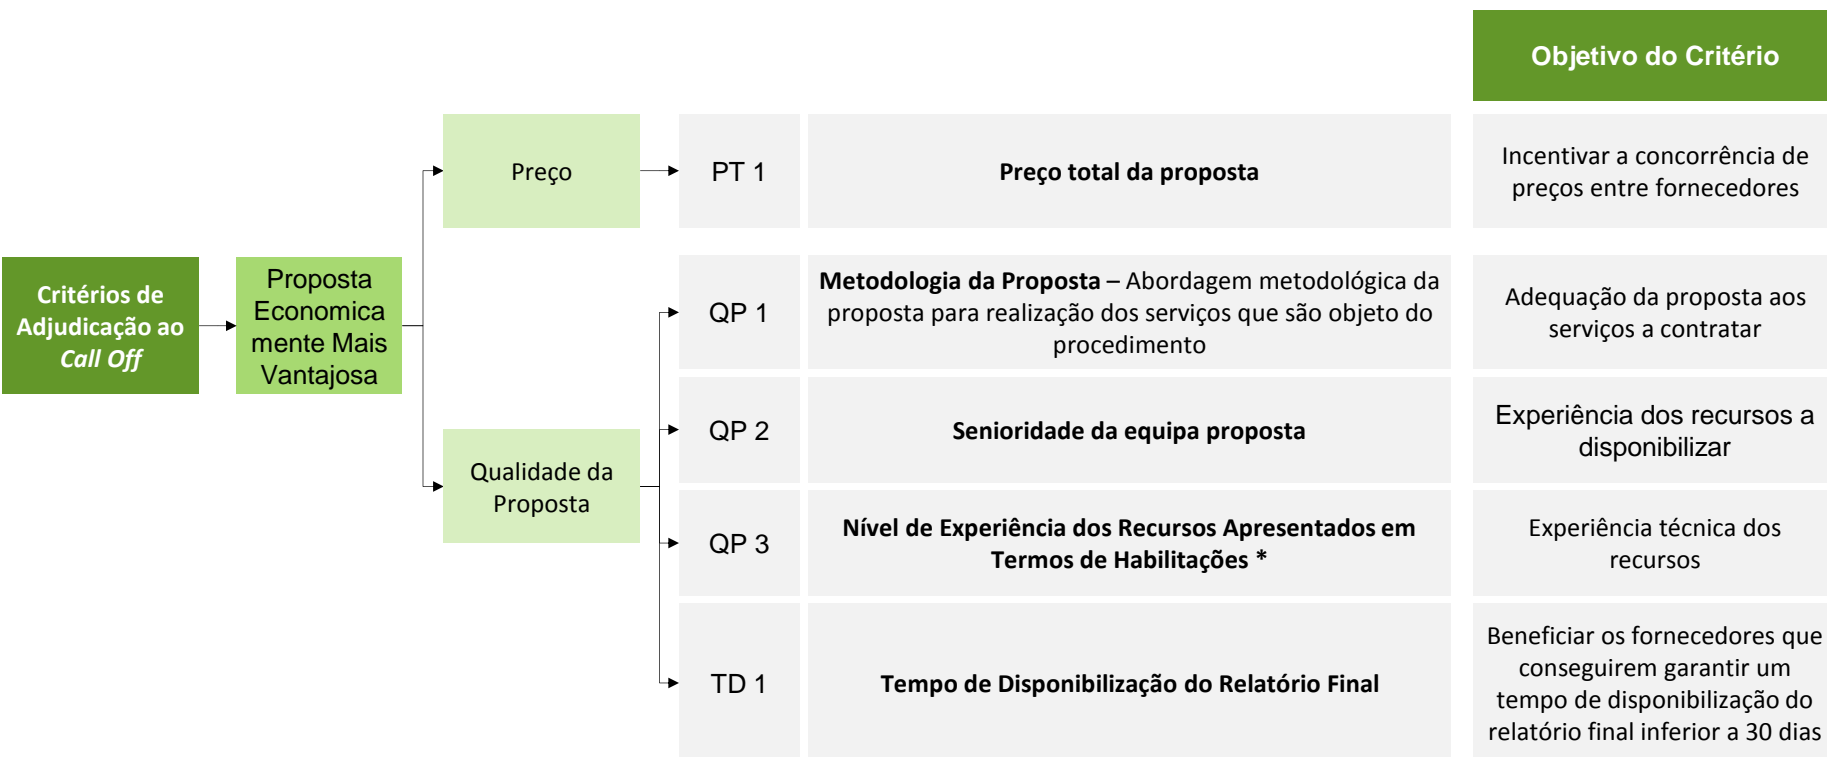 Objetivo do Critério
Preço
PT 1
Preço total da proposta
Incentivar a concorrência de
preços entre fornecedores
Critérios de
Adjudicação ao
Call Off
Proposta
Economica
mente Mais
Vantajosa
QP 1
Metodologia da Proposta – Abordagem metodológica da
proposta para realização dos serviços que são objeto do
procedimento
Adequação da proposta aos
serviços a contratar
Qualidade da
Proposta
QP 2
Senioridade da equipa proposta
Experiência dos recursos a
disponibilizar
QP 3
Nível de Experiência dos Recursos Apresentados em
Termos de Habilitações *
Experiência técnica dos
recursos
TD 1
Tempo de Disponibilização do Relatório Final
Beneficiar os fornecedores que
conseguirem garantir um
tempo de disponibilização do
relatório final inferior a 30 dias